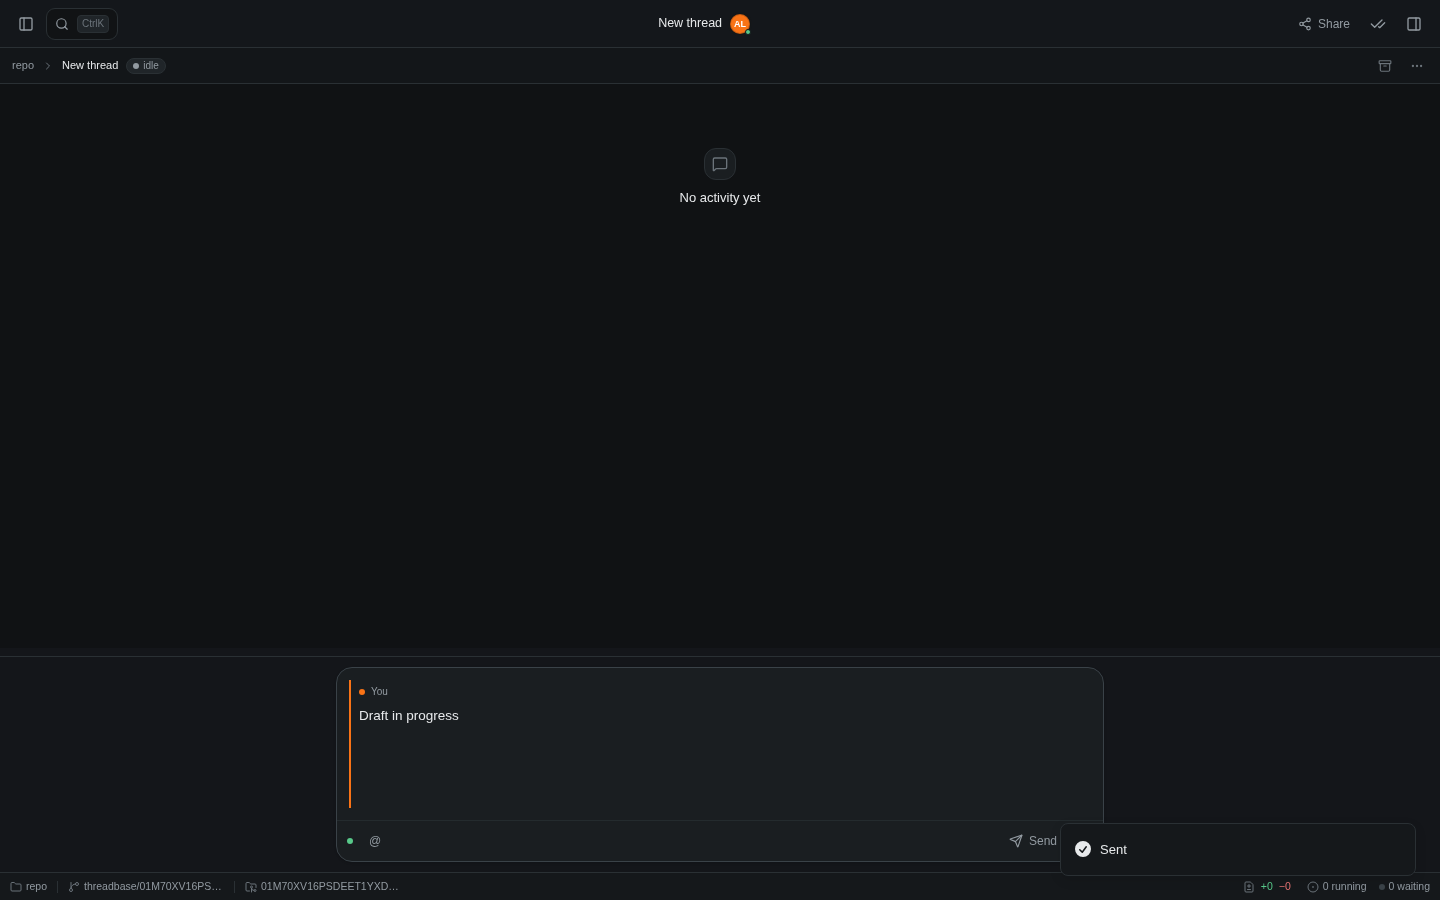 CtrlK
New thread
AL
Share
repo
New thread
idle
No activity yet
You
Draft in progress
@
Send
Sent
repo
threadbase/01M70XV16PS…
01M70XV16PSDEET1YXD…
+0 −0
0 running
0 waiting